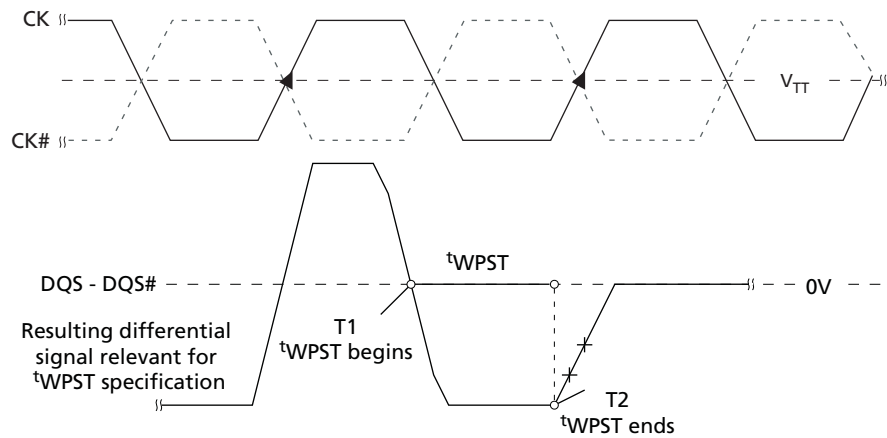 CK
V_TT
CK#
tWPST
DQS - DQS#
0V
Resulting differential
signal relevant for
tWPST specification
T1
tWPST begins
T2
tWPST ends